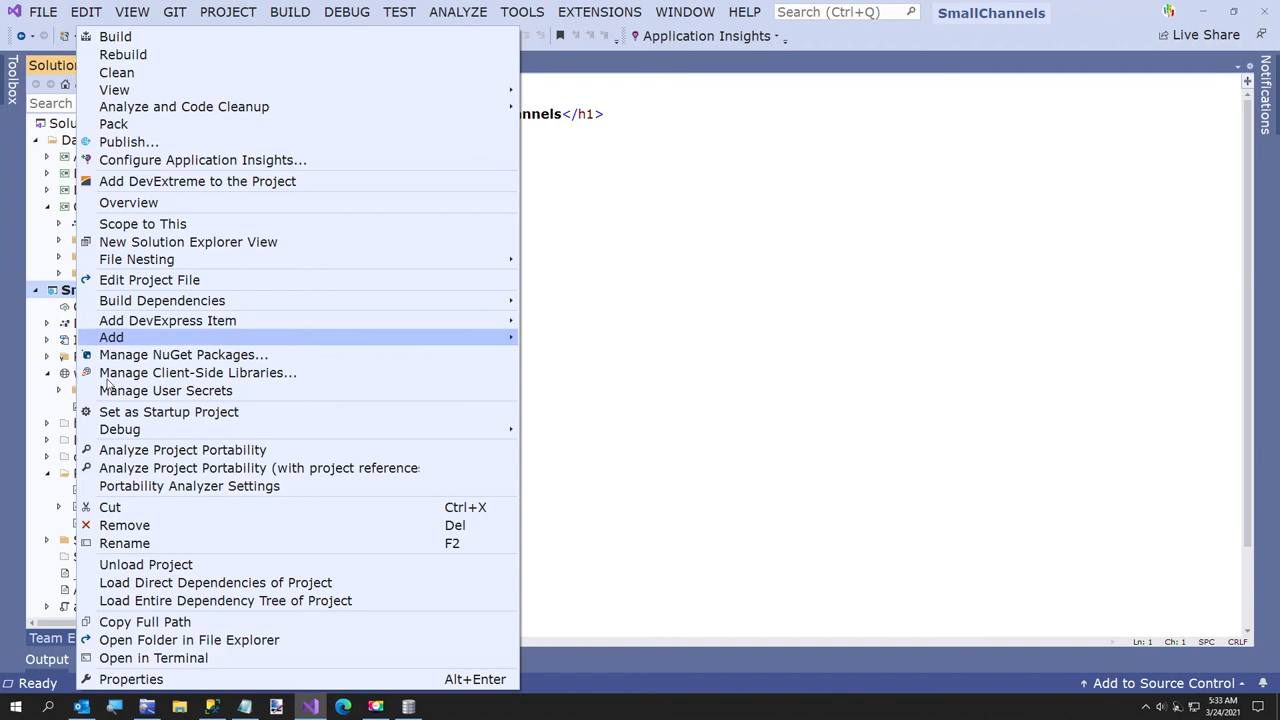 FILE EDIT VIEW GIT PROJECT BUILD DEBUG TEST ANALYZE TOOLS EXTENSIONS WINDOW HELP Search (Ctrl+Q) SmallChannels
Application Insights Live Share
Toolbox
Notifications
Solution
Search
Solu
Build
Rebuild
Clean
View
Analyze and Code Cleanup
annels</h1>
Pack
Publish...
Configure Application Insights...
Add DevExtreme to the Project
Overview
Scope to This
New Solution Explorer View
File Nesting
Edit Project File
Build Dependencies
Add DevExpress Item
Add
Manage NuGet Packages...
Manage Client-Side Libraries...
Manage User Secrets
Set as Startup Project
Debug
Analyze Project Portability
Analyze Project Portability (with project reference
Portability Analyzer Settings
Cut Ctrl+X
Remove Del
Rename F2
Unload Project
Load Direct Dependencies of Project
Load Entire Dependency Tree of Project
Copy Full Path
Open Folder in File Explorer
Open in Terminal
Properties Alt+Enter
Team E
Ln: 1 Ch: 1 SPC CRLF
Output
Ready Add to Source Control
5:33 AM
3/24/2021